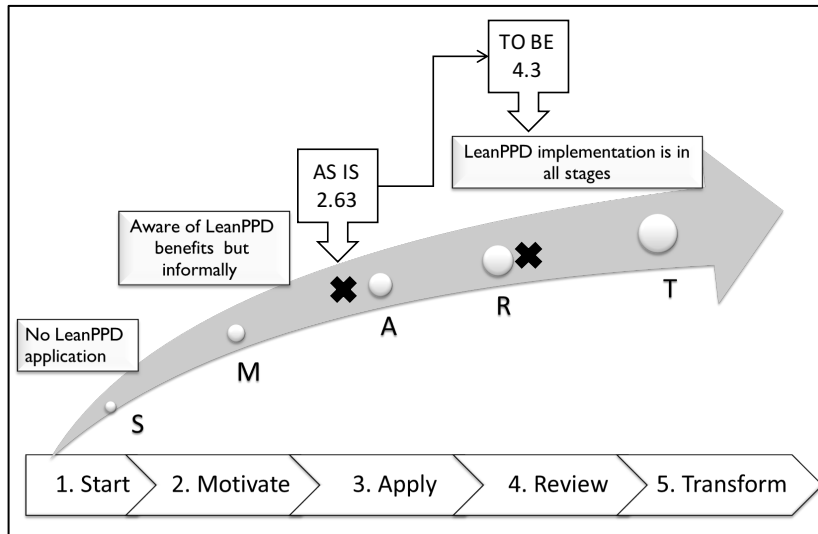 TO BE
4.3
LeanPPD implementation is in
all stages
AS IS
2.63
Aware of LeanPPD
benefits but
informally
No LeanPPD
application
S
M
A
R
T
1. Start
2. Motivate
3. Apply
4. Review
5. Transform